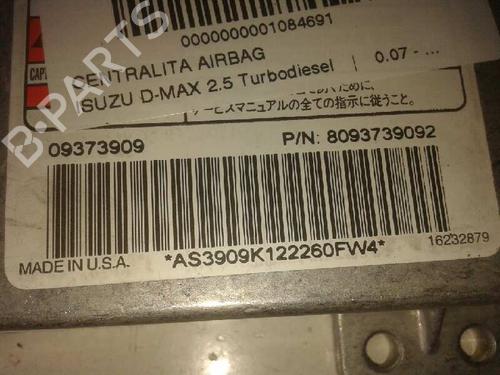 0000000001084691
CENTRALITA AIRBAG
ISUZU D-MAX 2.5 Turbodiesel | 0.07 - ...
B-PARTS
サービスマニュアルの全ての指示に従うこと。
09373909 P/N: 8093739092
MADE IN U.S.A. *AS3909K122260FW4* 16232879